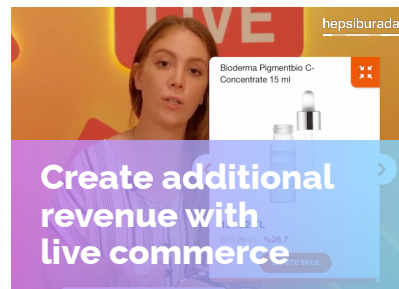 LIVE
hepsiburada
Bioderma Pigmentbio C-
Concentrate 15 ml
Create additional
revenue with
live commerce